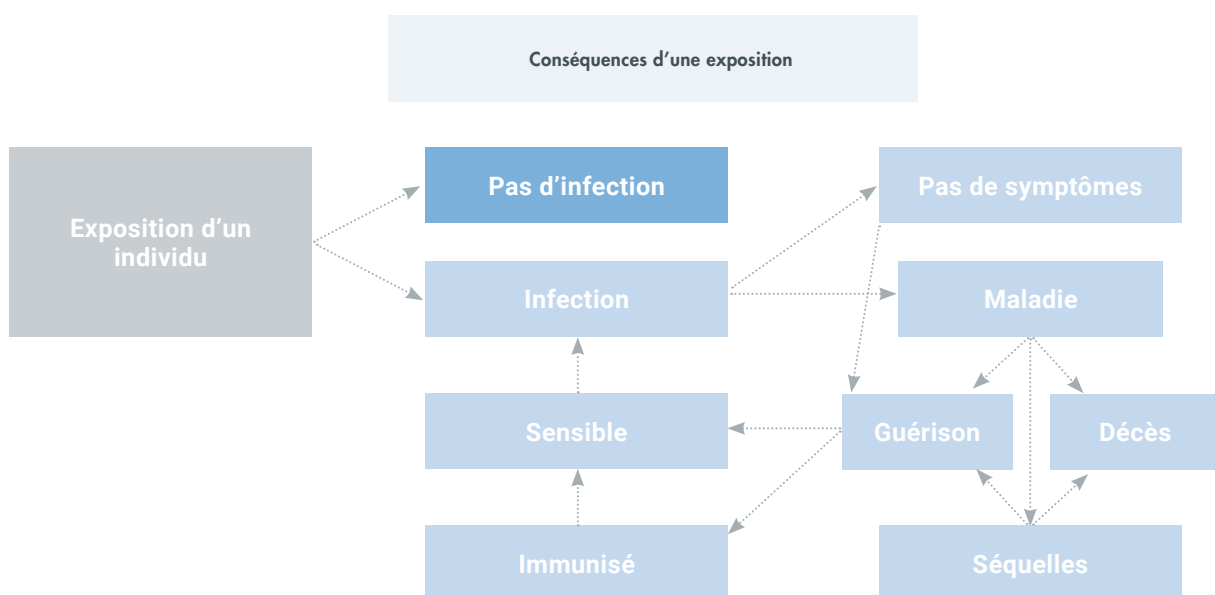 Conséquences d’une exposition
Exposition d’un
individu
Pas d’infection
Pas de symptômes
Infection
Maladie
Sensible
Guérison
Décès
Immunisé
Séquelles